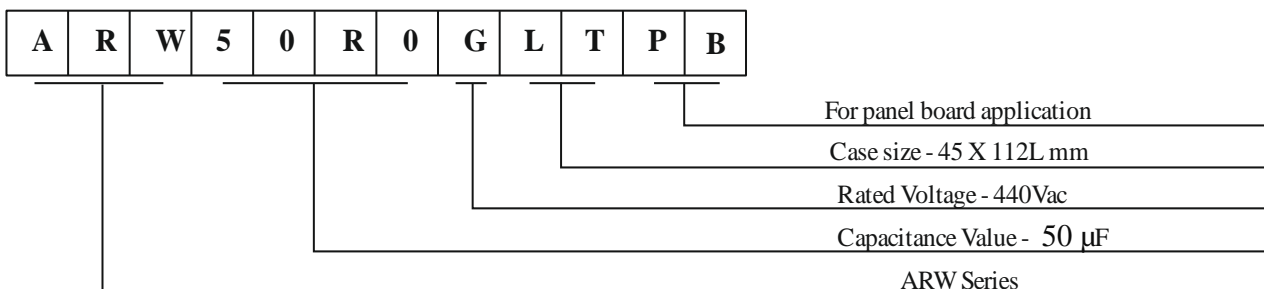 A R W 5 0 R 0 G L T P B
For panel board application
Case size - 45 X 112L mm
Rated Voltage - 440Vac
Capacitance Value - 50 µF
ARW Series